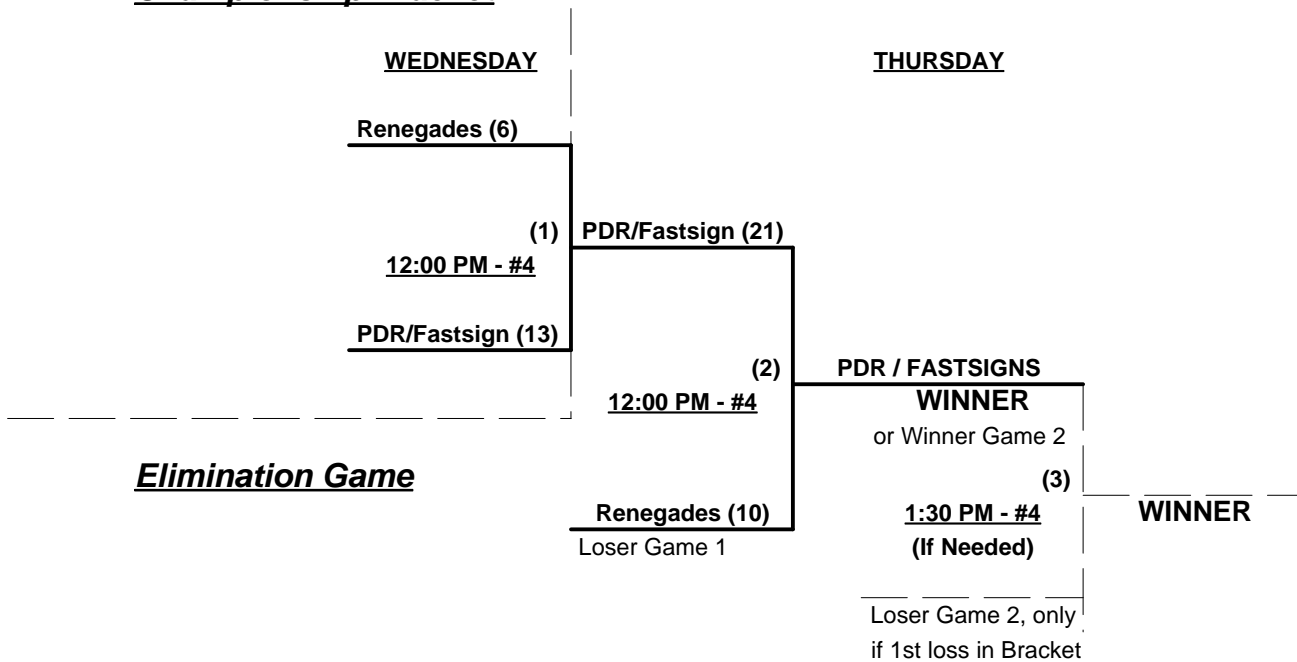 WEDNESDAY
THURSDAY
Renegades (6)
(1)
PDR/Fastsign (21)
12:00 PM - #4
PDR/Fastsign (13)
(2)
PDR / FASTSIGNS
12:00 PM - #4
WINNER
or Winner Game 2
Elimination Game
(3)
Renegades (10)
1:30 PM - #4
WINNER
Loser Game 1
(If Needed)
Loser Game 2, only
if 1st loss in Bracket